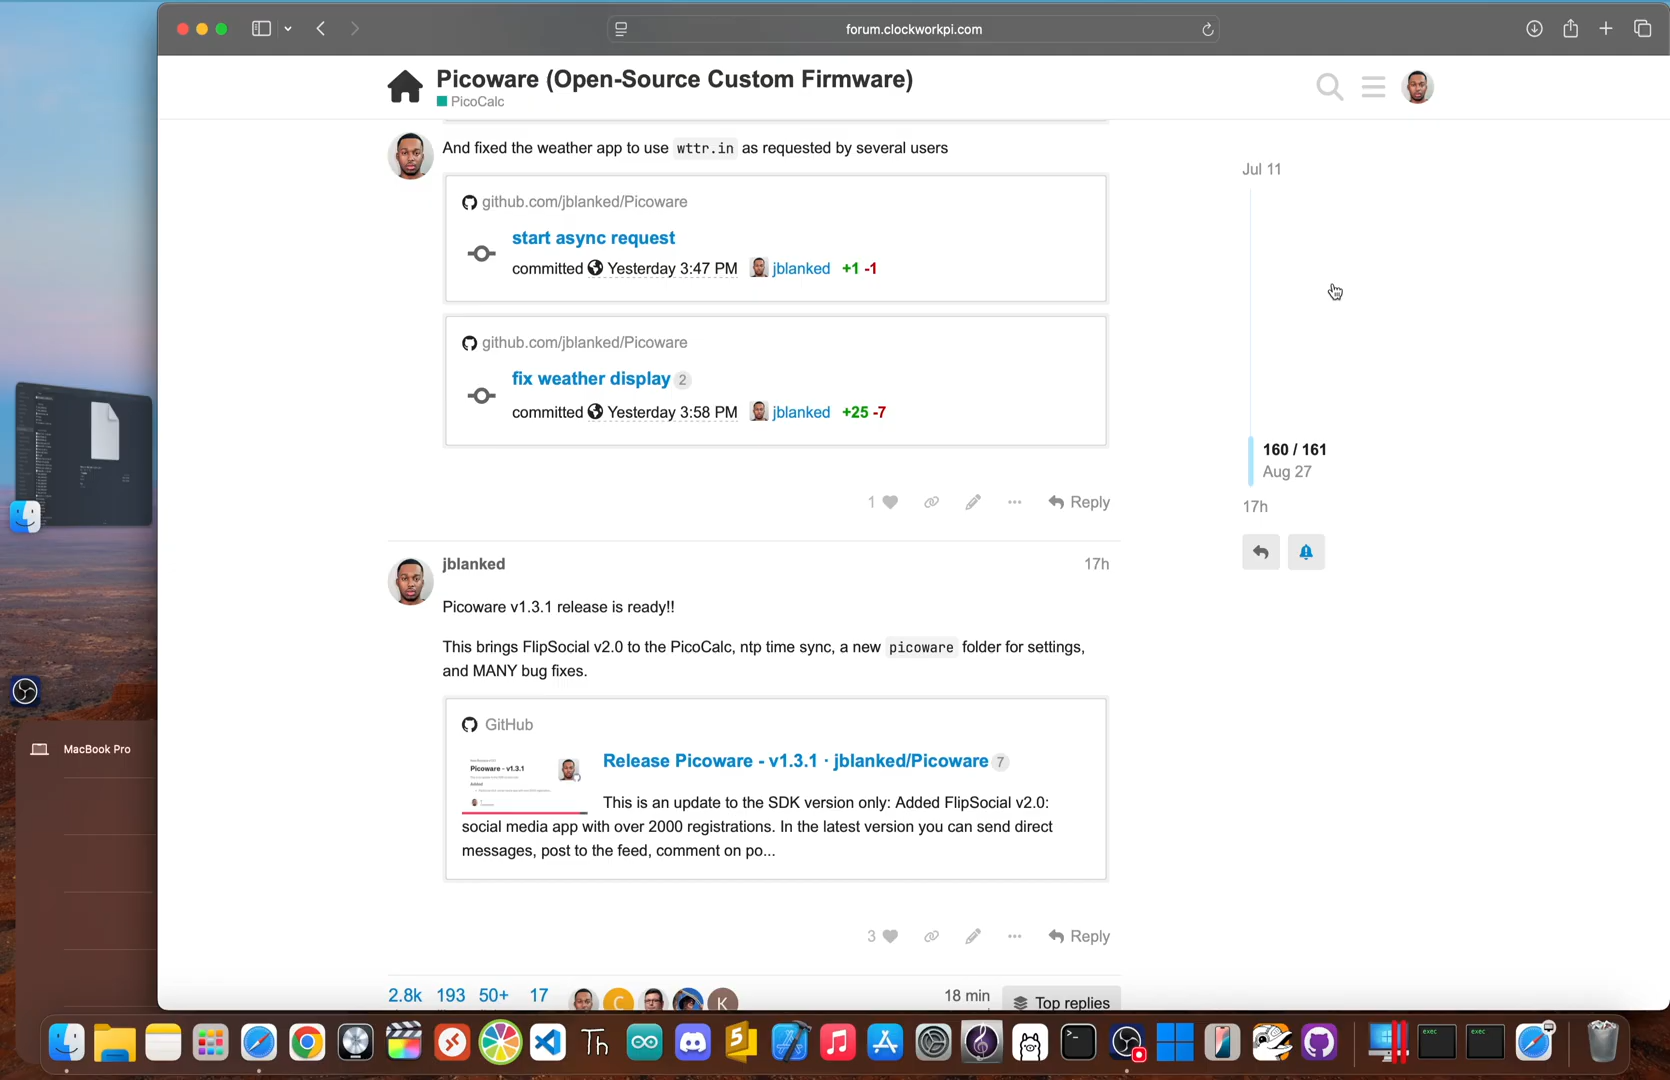 forum.clockworkpi.com
Picoware (Open-Source Custom Firmware)
PicoCalc
And fixed the weather app to use wttr.in as requested by several users
Jul 11
github.com/jblanked/Picoware
start async request
committed Yesterday 3:47 PM jblanked +1 -1
github.com/jblanked/Picoware
fix weather display 2
committed Yesterday 3:58 PM jblanked +25 -7
160 / 161
Aug 27
17h
1 Reply
jblanked 17h
Picoware v1.3.1 release is ready!!
This brings FlipSocial v2.0 to the PicoCalc, ntp time sync, a new picoware folder for settings,
and MANY bug fixes.
GitHub
Picoware - v1.3.1
Release Picoware - v1.3.1 · jblanked/Picoware 7
This is an update to the SDK version only: Added FlipSocial v2.0:
social media app with over 2000 registrations. In the latest version you can send direct
messages, post to the feed, comment on po...
MacBook Pro
3 Reply
2.8k 193 50+ 17 C K 18 min Top replies
Th
exec
exec